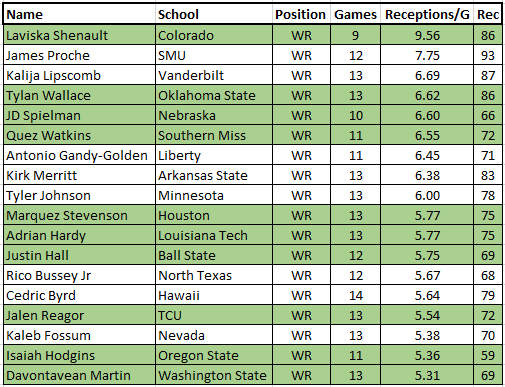 Name School Position Games Receptions/G Rec
Laviska Shenault Colorado WR 9 9.56 86
James Proche SMU WR 12 7.75 93
Kalija Lipscomb Vanderbilt WR 13 6.69 87
Tylan Wallace Oklahoma State WR 13 6.62 86
JD Spielman Nebraska WR 10 6.60 66
Quez Watkins Southern Miss WR 11 6.55 72
Antonio Gandy-Golden Liberty WR 11 6.45 71
Kirk Merritt Arkansas State WR 13 6.38 83
Tyler Johnson Minnesota WR 13 6.00 78
Marquez Stevenson Houston WR 13 5.77 75
Adrian Hardy Louisiana Tech WR 13 5.77 75
Justin Hall Ball State WR 12 5.75 69
Rico Bussey Jr North Texas WR 12 5.67 68
Cedric Byrd Hawaii WR 14 5.64 79
Jalen Reagor TCU WR 13 5.54 72
Kaleb Fossum Nevada WR 13 5.38 70
Isaiah Hodgins Oregon State WR 11 5.36 59
Davontavean Martin Washington State WR 13 5.31 69